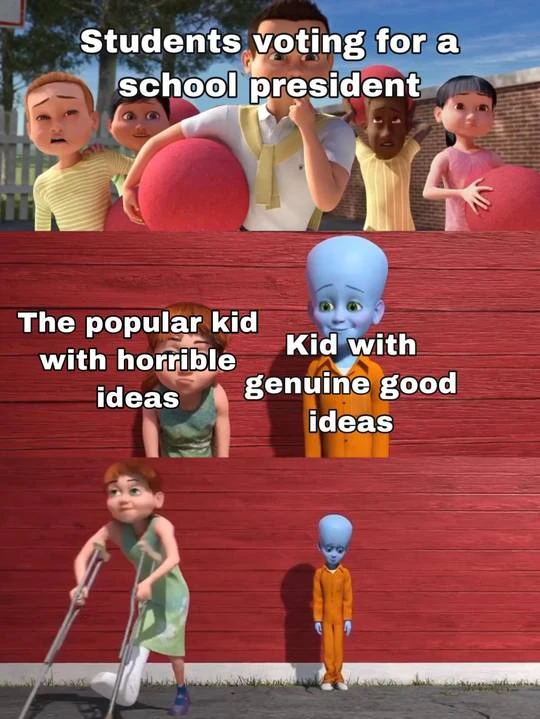 Students voting for a
school president
The popular kid
with horrible
ideas
Kid with
genuine good
ideas